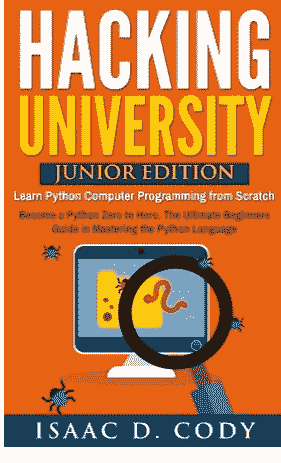 HACKING
UNIVERSITY
JUNIOR EDITION
Learn Python Computer Programming from Scratch
Become a Python Zero to Hero. The Ultimate Beginners
Guide in Mastering the Python Language
ISAAC D. CODY